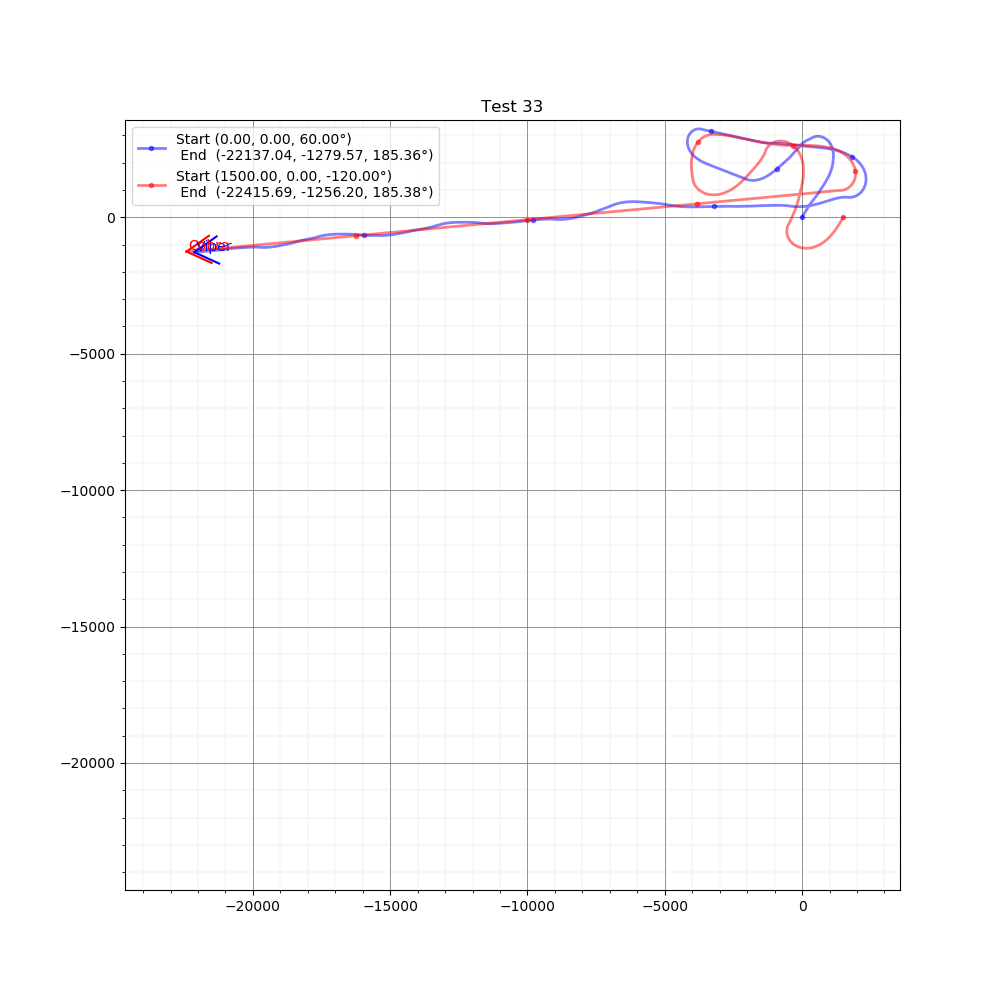 Test 33
Start (0.00, 0.00, 60.00°)
End (-22137.04, -1279.57, 185.36°)
Start (1500.00, 0.00, -120.00°)
End (-22415.69, -1256.20, 185.38°)
0
−5000
−10000
−15000
−20000
Cobra
Viper
−20000 −15000 −10000 −5000 0